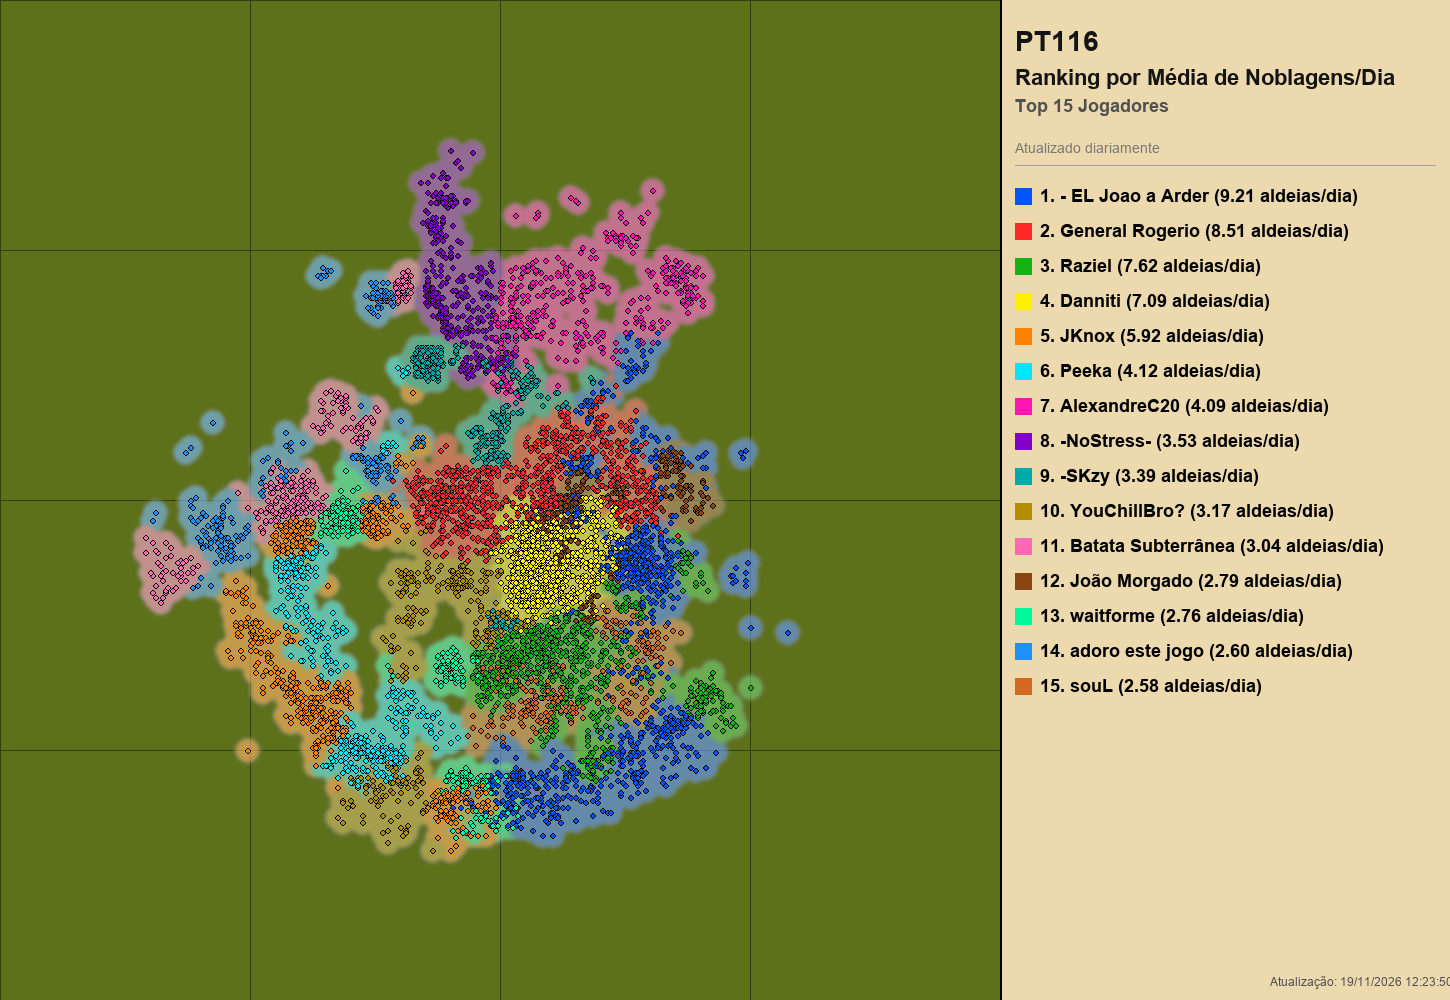 PT116
Ranking por Média de Noblagens/Dia
Top 15 Jogadores
Atualizado diariamente
1. - EL Joao a Arder (9.21 aldeias/dia)
2. General Rogerio (8.51 aldeias/dia)
3. Raziel (7.62 aldeias/dia)
4. Danniti (7.09 aldeias/dia)
5. JKnox (5.92 aldeias/dia)
6. Peeka (4.12 aldeias/dia)
7. AlexandreC20 (4.09 aldeias/dia)
8. -NoStress- (3.53 aldeias/dia)
9. -SKzy (3.39 aldeias/dia)
10. YouChillBro? (3.17 aldeias/dia)
11. Batata Subterrânea (3.04 aldeias/dia)
12. João Morgado (2.79 aldeias/dia)
13. waitforme (2.76 aldeias/dia)
14. adoro este jogo (2.60 aldeias/dia)
15. souL (2.58 aldeias/dia)
Atualização: 19/11/2026 12:23:50